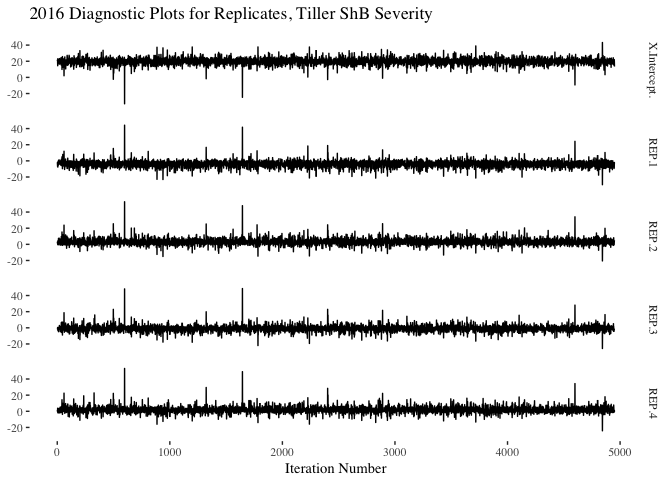 2016 Diagnostic Plots for Replicates, Tiller ShB Severity
40
20
0
-20
X.Intercept.
40
20
0
-20
REP.1
40
20
0
-20
REP.2
40
20
0
-20
REP.3
40
20
0
-20
REP.4
0 1000 2000 3000 4000 5000
Iteration Number